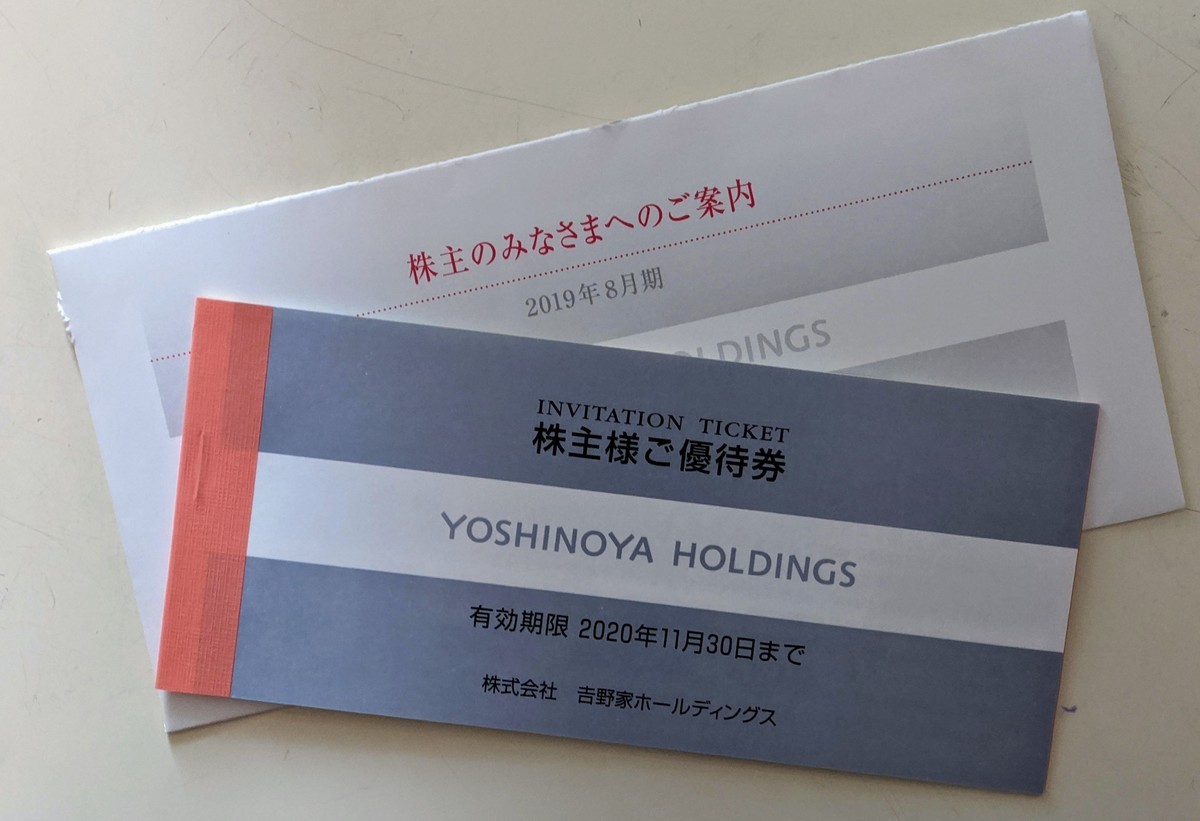 株主のみなさまへのご案内
2019年8月期
HOLDINGS
INVITATION TICKET
株主様ご優待券
YOSHINOYA HOLDINGS
有効期限 2020年11月30日まで
株式会社 𠮷野家ホールディングス